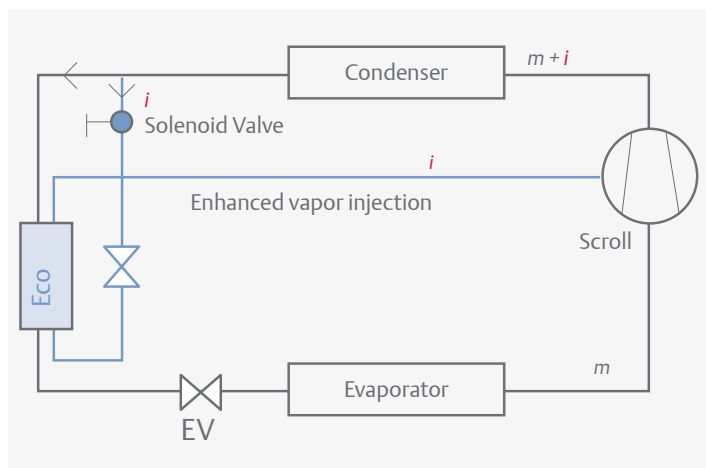 m + i
Condenser
i
Solenoid Valve
i
Enhanced vapor injection
Scroll
Eco
m
Evaporator
EV